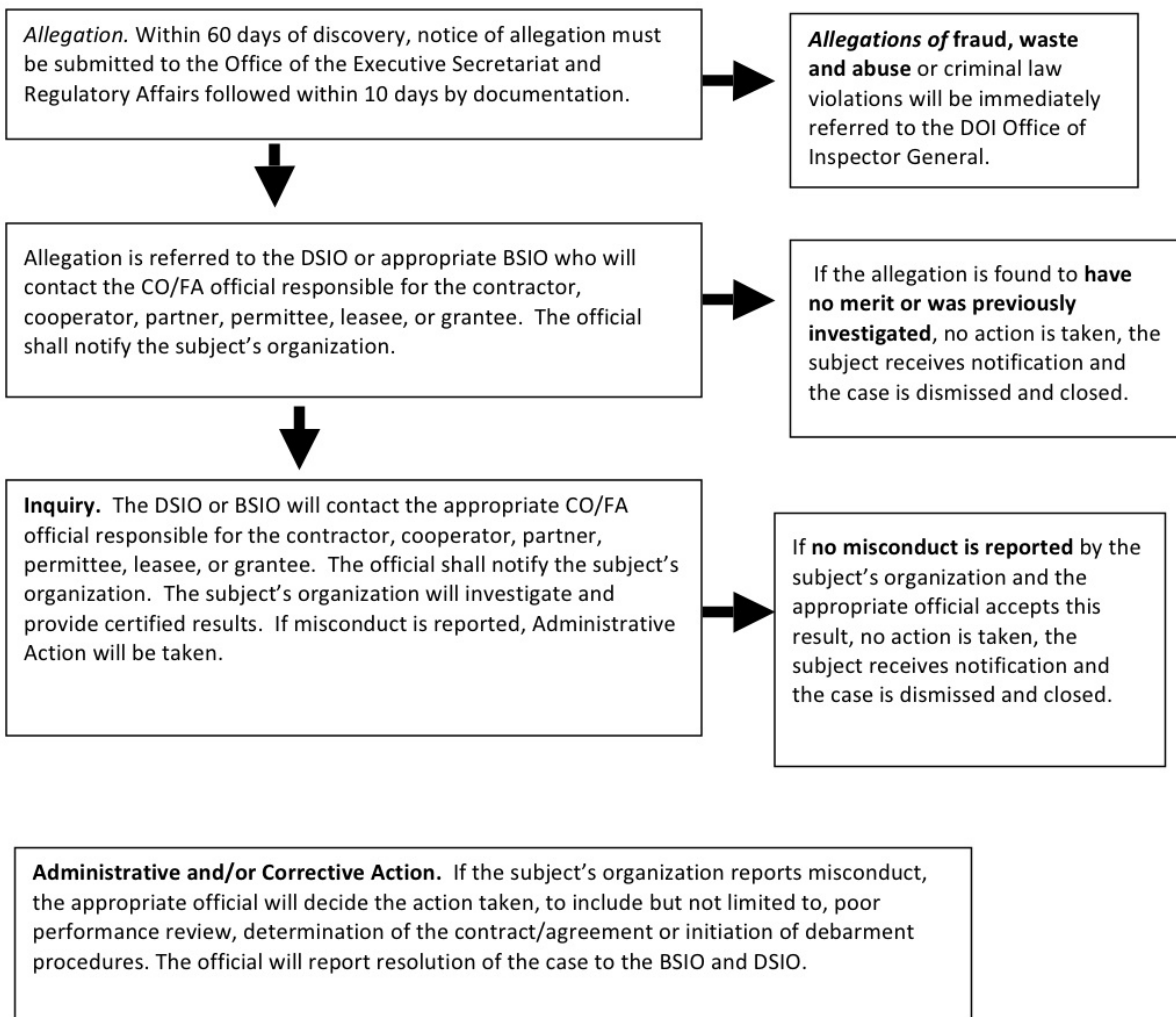 Allegation. Within 60 days of discovery, notice of allegation must
be submitted to the Office of the Executive Secretariat and
Regulatory Affairs followed within 10 days by documentation.
Allegations of fraud, waste
and abuse or criminal law
violations will be immediately
referred to the DOI Office of
Inspector General.
Allegation is referred to the DSIO or appropriate BSIO who will
contact the CO/FA official responsible for the contractor,
cooperator, partner, permittee, leasee, or grantee.  The official
shall notify the subject's organization.
If the allegation is found to have
no merit or was previously
investigated, no action is taken, the
subject receives notification and
the case is dismissed and closed.
Inquiry.  The DSIO or BSIO will contact the appropriate CO/FA
official responsible for the contractor, cooperator, partner,
permittee, leasee, or grantee.  The official shall notify the subject's
organization.  The subject's organization will investigate and
provide certified results.  If misconduct is reported, Administrative
Action will be taken.
If no misconduct is reported by the
subject's organization and the
appropriate official accepts this
result, no action is taken, the
subject receives notification and
the case is dismissed and closed.
Administrative and/or Corrective Action.  If the subject's organization reports misconduct,
the appropriate official will decide the action taken, to include but not limited to, poor
performance review, determination of the contract/agreement or initiation of debarment
procedures. The official will report resolution of the case to the BSIO and DSIO.